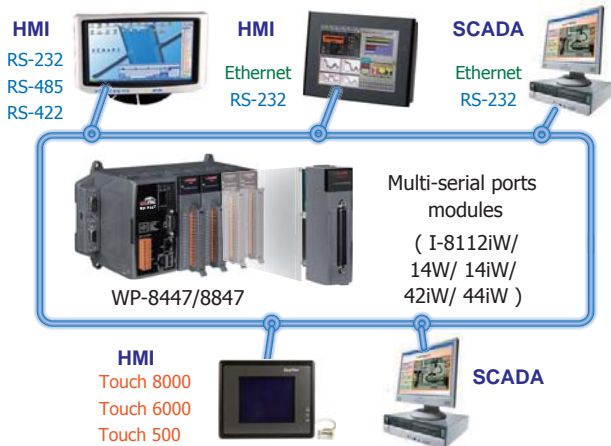 HMI
RS-232
RS-485
RS-422
HMI
Ethernet
RS-232
SCADA
Ethernet
RS-232
WP-8447/8847
Multi-serial ports
modules
( I-8112iW/
14W/ 14iW/
42iW/ 44iW )
HMI
Touch 8000
Touch 6000
Touch 500
SCADA